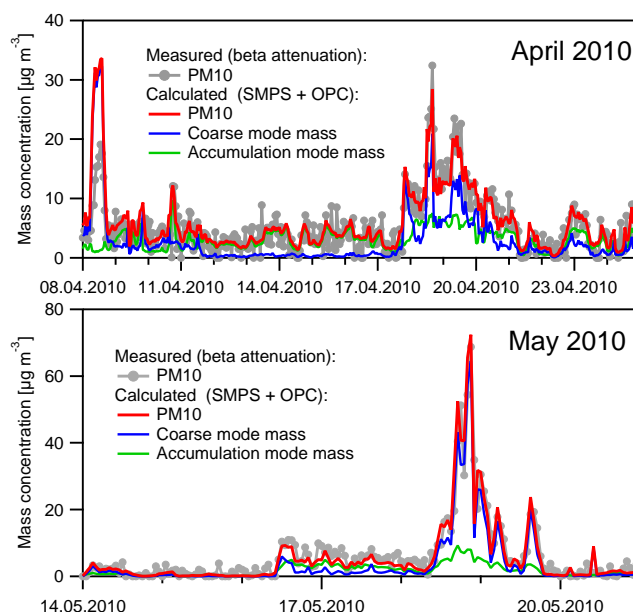 40
30
20
10
0
Mass concentration [µg m-3]
April 2010
Measured (beta attenuation):
PM10
Calculated (SMPS + OPC):
PM10
Coarse mode mass
Accumulation mode mass
08.04.2010 11.04.2010 14.04.2010 17.04.2010 20.04.2010 23.04.2010
80
60
40
20
0
Mass concentration [µg m-3]
May 2010
Measured (beta attenuation):
PM10
Calculated (SMPS + OPC):
PM10
Coarse mode mass
Accumulation mode mass
14.05.2010 17.05.2010 20.05.2010